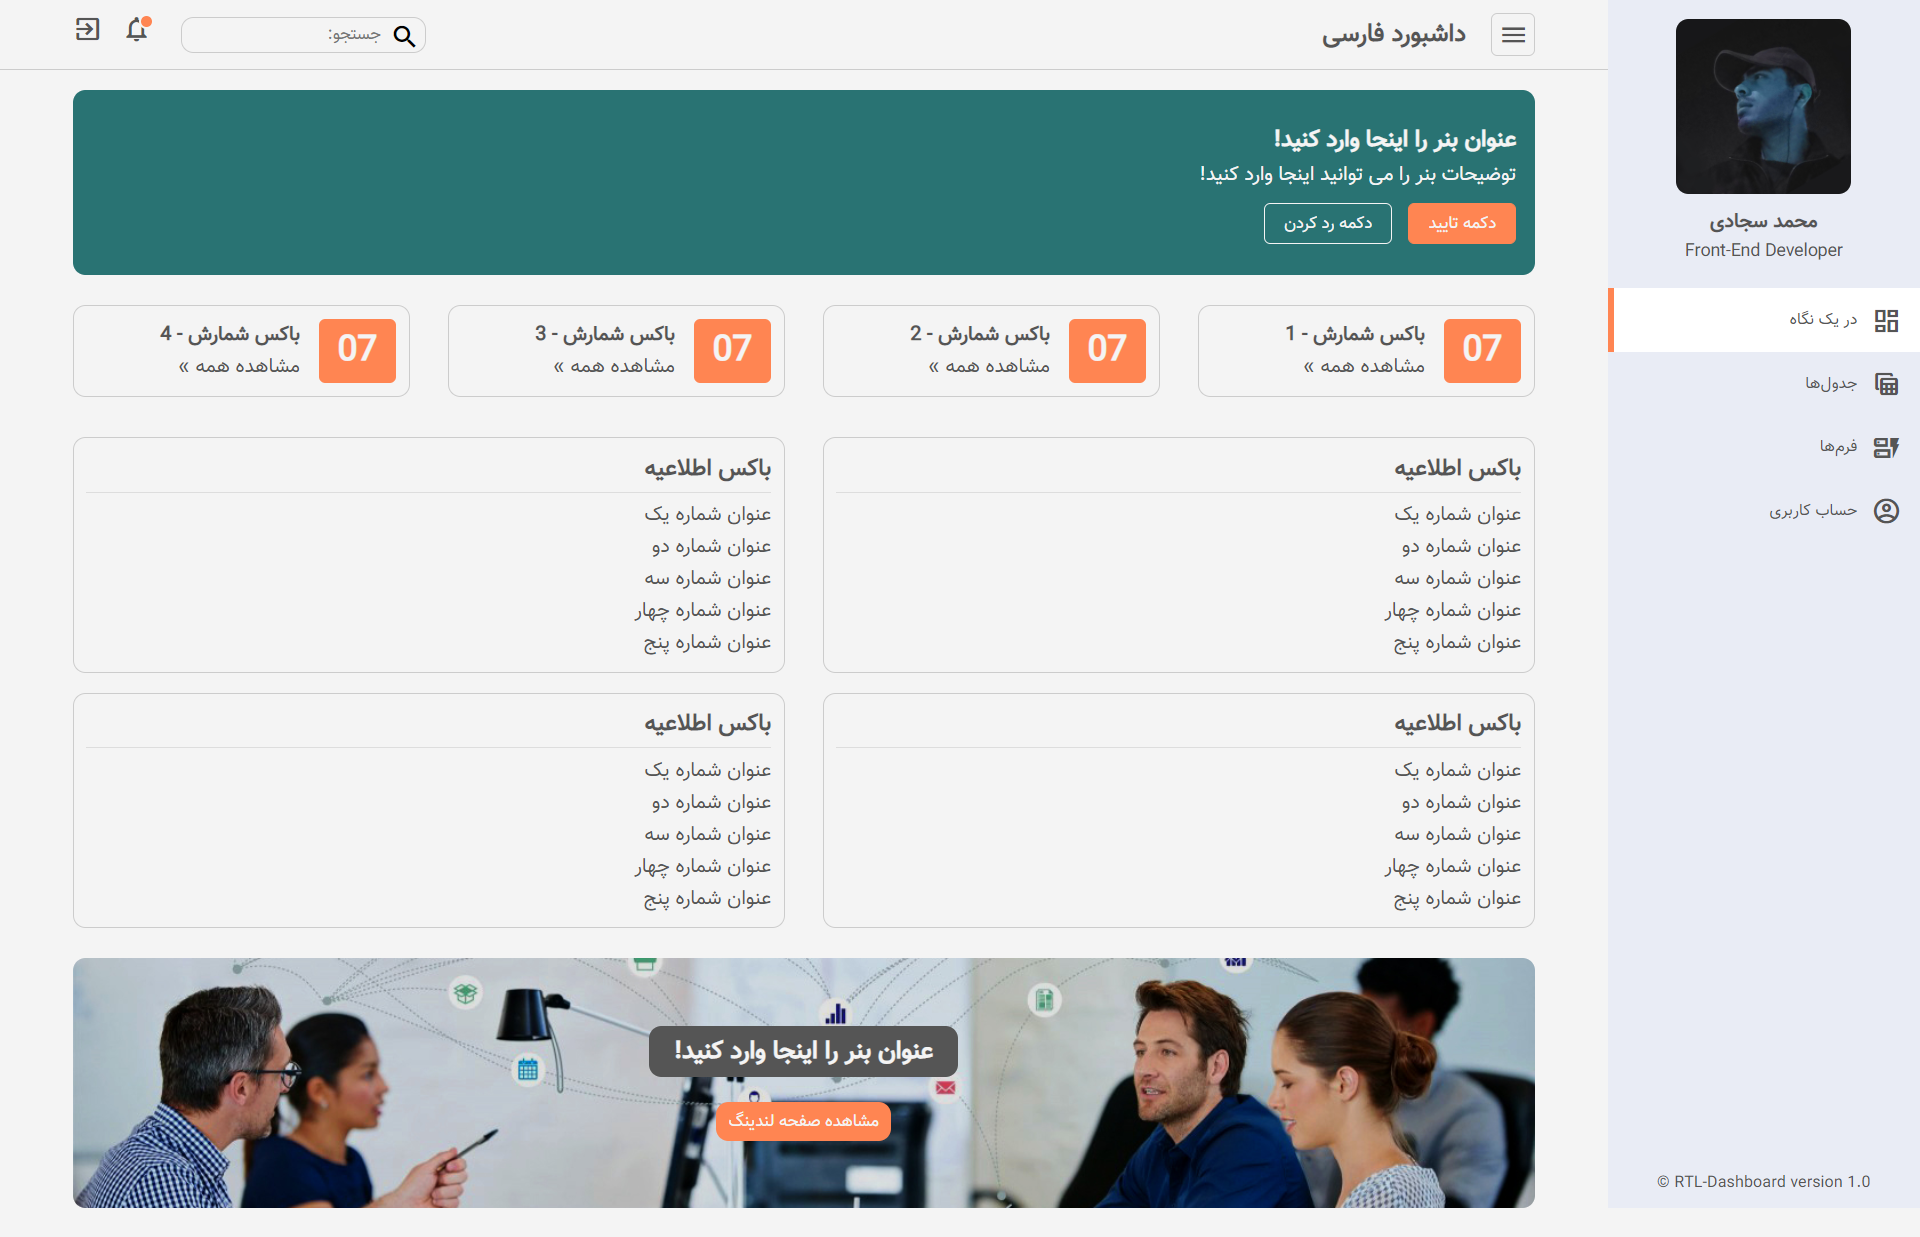 داشبورد فارسی
جستجو:
محمد سجادی
Front-End Developer
در یک نگاه
جدول‌ها
فرم‌ها
حساب کاربری
© RTL-Dashboard version 1.0
عنوان بنر را اینجا وارد کنید!
توضیحات بنر را می توانید اینجا وارد کنید!
دکمه تایید
دکمه رد کردن
07
باکس شمارش - 1
مشاهده همه »
07
باکس شمارش - 2
مشاهده همه »
07
باکس شمارش - 3
مشاهده همه »
07
باکس شمارش - 4
مشاهده همه »
باکس اطلاعیه
عنوان شماره یک
عنوان شماره دو
عنوان شماره سه
عنوان شماره چهار
عنوان شماره پنج
باکس اطلاعیه
عنوان شماره یک
عنوان شماره دو
عنوان شماره سه
عنوان شماره چهار
عنوان شماره پنج
باکس اطلاعیه
عنوان شماره یک
عنوان شماره دو
عنوان شماره سه
عنوان شماره چهار
عنوان شماره پنج
باکس اطلاعیه
عنوان شماره یک
عنوان شماره دو
عنوان شماره سه
عنوان شماره چهار
عنوان شماره پنج
عنوان بنر را اینجا وارد کنید!
مشاهده صفحه لندینگ